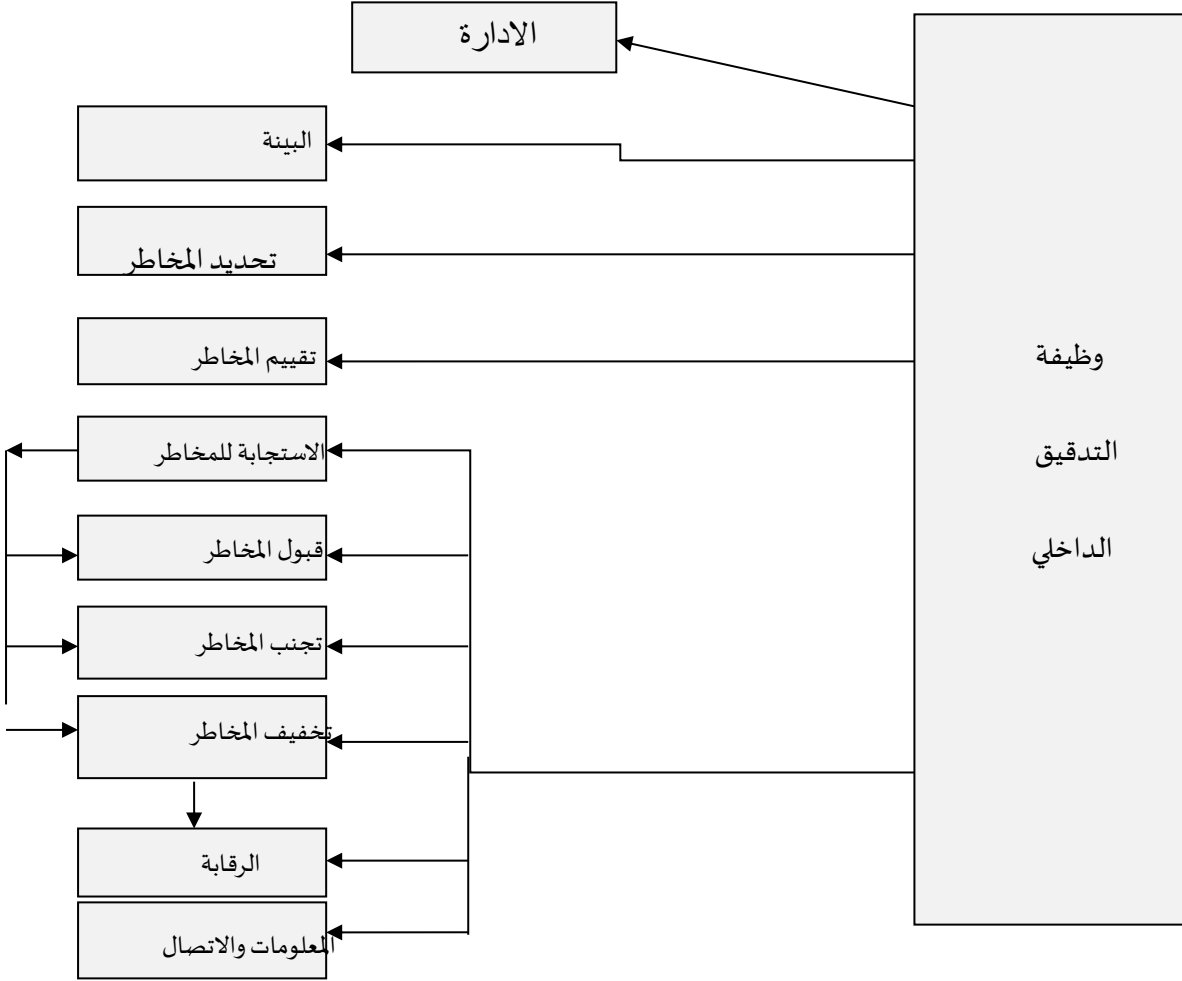 الادارة
البينة
تحديد المخاطر
تقييم المخاطر
الاستجابة للمخاطر
قبول المخاطر
تجنب المخاطر
تخفيف المخاطر
الرقابة
المعلومات والاتصال
وظيفة
التدقيق
الداخلي